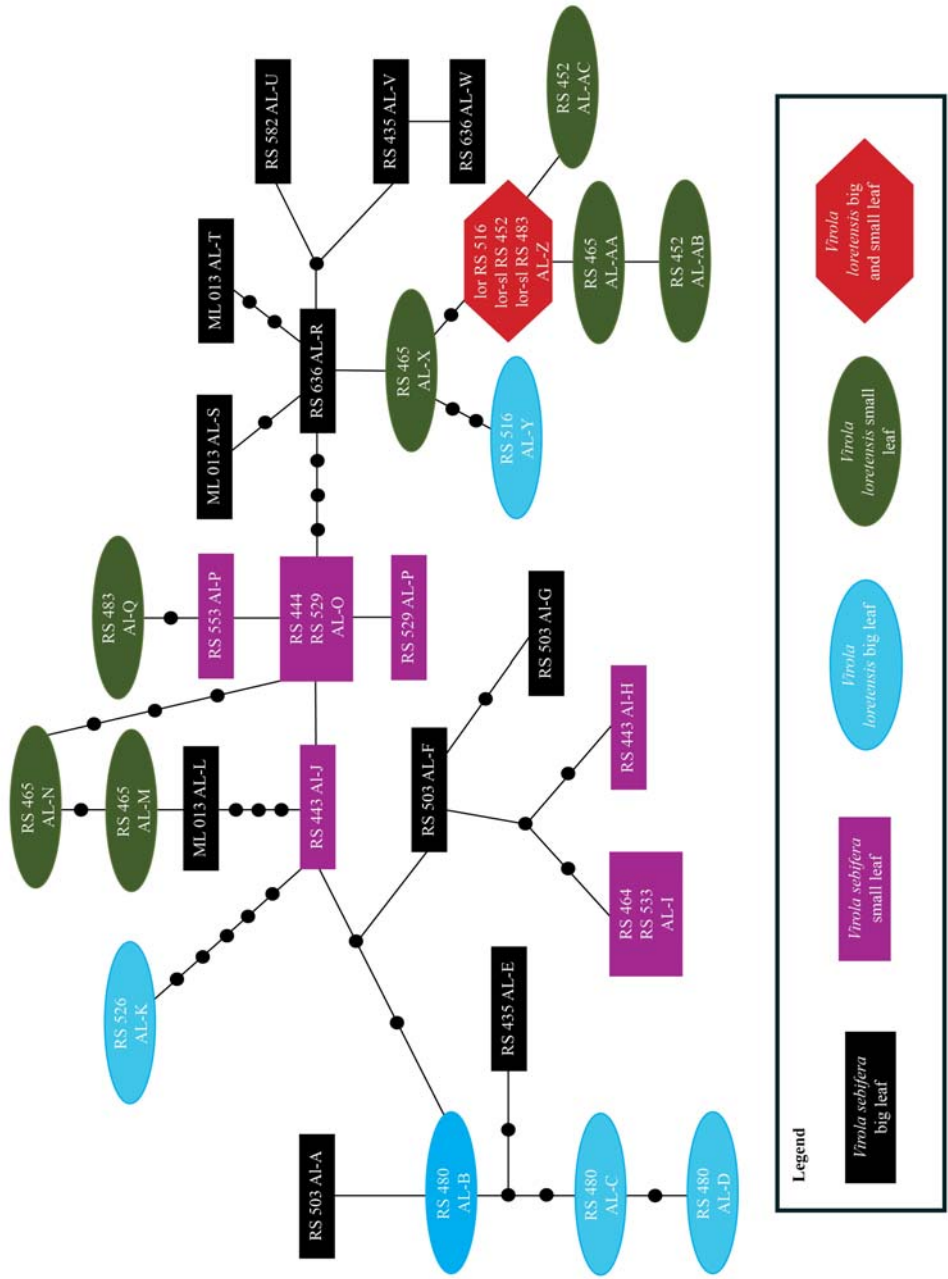 RS 465
AL-N
RS 483
Al-Q
RS 526
AL-K
RS 465
AL-M
ML 013 AL-L
RS 553 Al-P
ML 013 AL-S
ML 013 AL-T
RS 582 AL-U
RS 503 Al-A
RS 443 Al-J
RS 444
RS 529
AL-O
RS 636 AL-R
RS 435 AL-V
RS 529 AL-P
RS 465
AL-X
RS 636 AL-W
RS 480
AL-B
RS 503 AL-F
RS 516
AL-Y
lor RS 516
lor-sl RS 452
lor-sl RS 483
AL-Z
RS 452
AL-AC
RS 435 AL-E
RS 503 Al-G
RS 480
AL-C
RS 464
RS 533
AL-I
RS 443 Al-H
RS 465
AL-AA
RS 480
AL-D
RS 452
AL-AB
Legend
Virola sebifera
big leaf
Virola sebifera
small leaf
Virola
loretensis big leaf
Virola
loretensis small
leaf
Virola
loretensis big
and small leaf